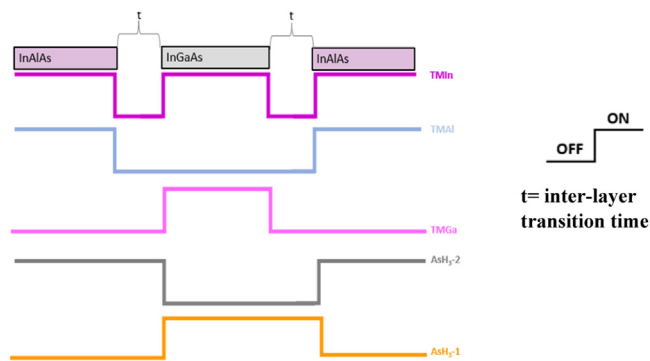 t t
InAlAs InGaAs InAlAs
TMIn
TMAl
ON
OFF
t= inter-layer
transition time
TMGa
AsH₃-2
AsH₃-1